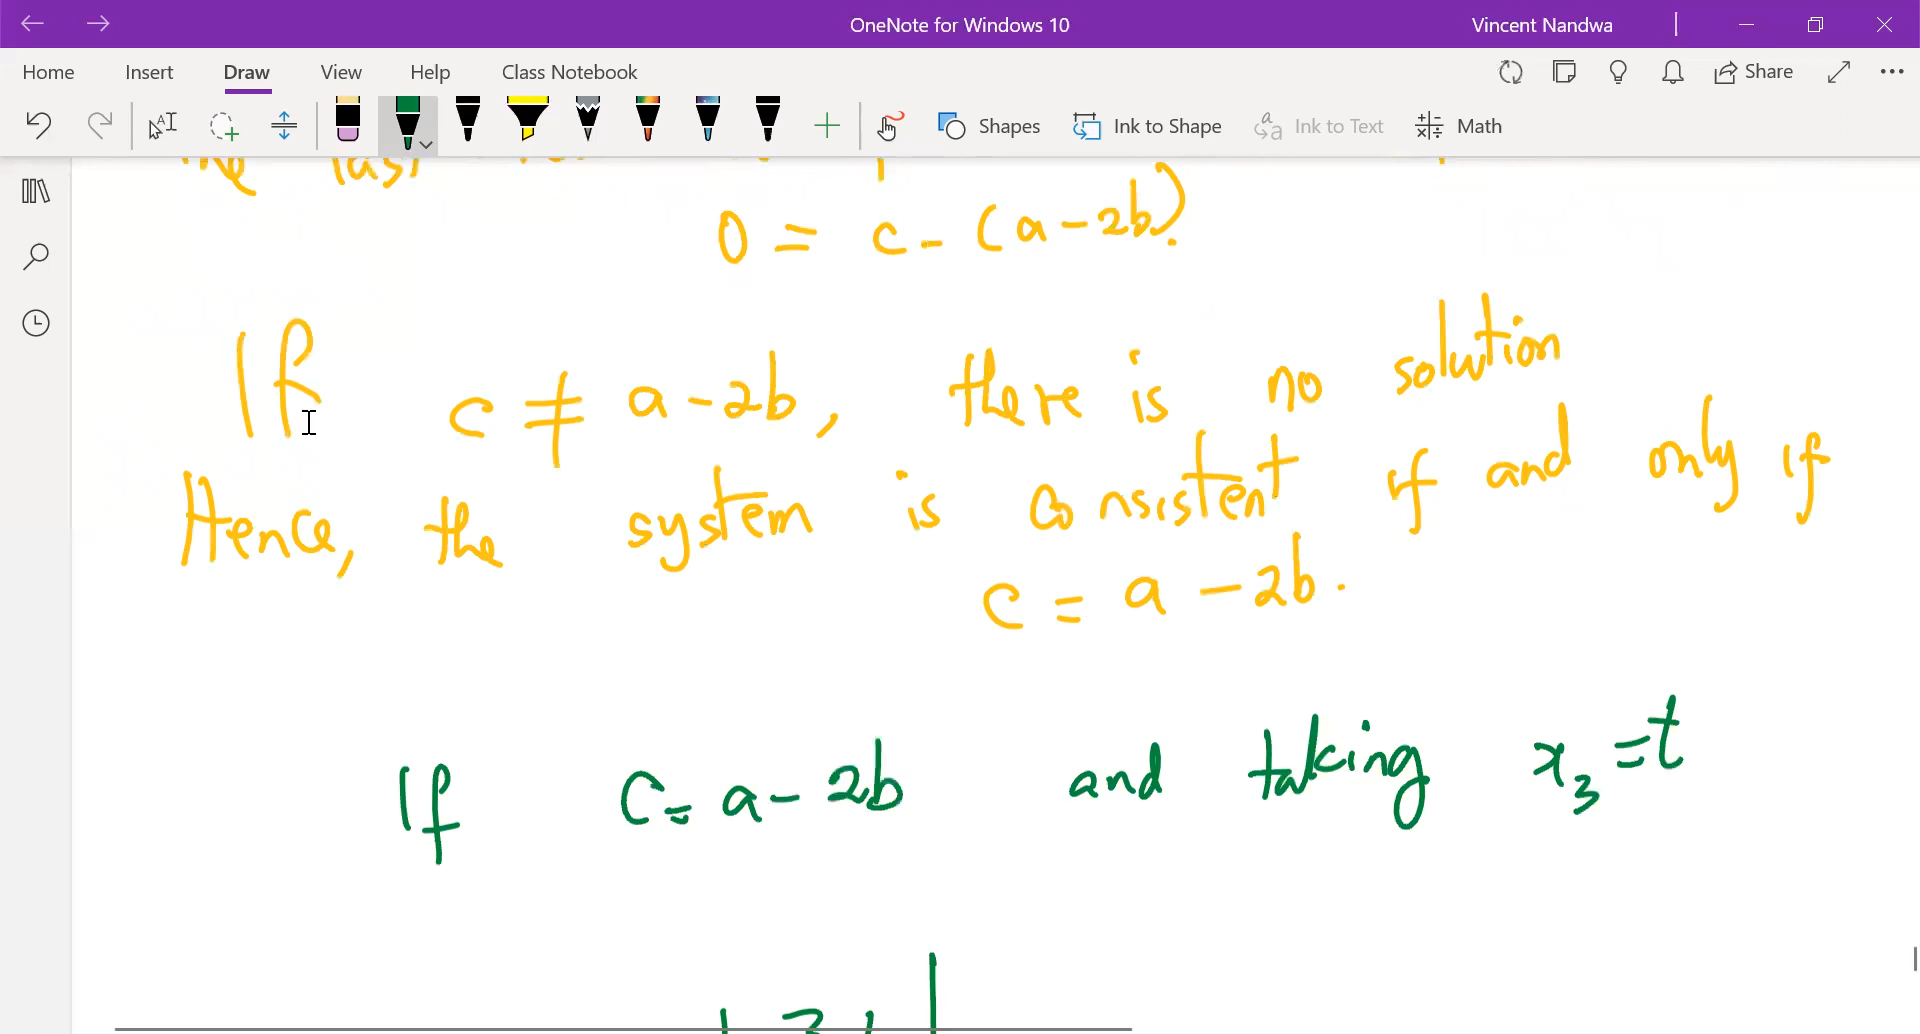 OneNote for Windows 10
Vincent Nandwa
Home Insert Draw View Help Class Notebook Share
Shapes Ink to Shape Ink to Text Math
the last
0 = c - (a - 2b)
If c ≠ a - 2b, there is no solution
Hence, the system is consistent if and only if
c = a - 2b.
If c = a - 2b and taking x₃ = t